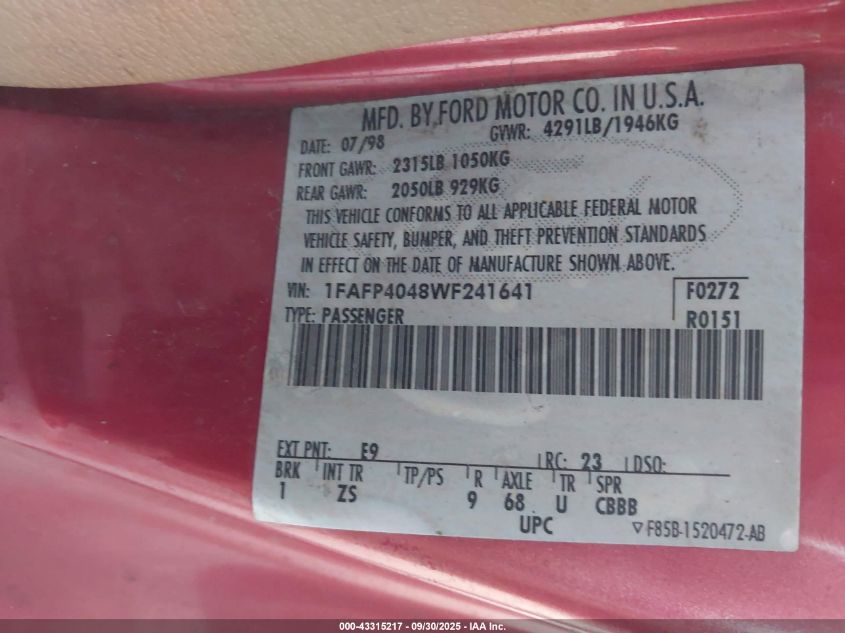 MFD. BY FORD MOTOR CO. IN U.S.A.
DATE: 07/98 GVWR: 4291LB/1946KG
FRONT GAWR: 2315LB 1050KG
REAR GAWR: 2050LB 929KG
THIS VEHICLE CONFORMS TO ALL APPLICABLE FEDERAL MOTOR
VEHICLE SAFETY, BUMPER, AND THEFT PREVENTION STANDARDS
IN EFFECT ON THE DATE OF MANUFACTURE SHOWN ABOVE.
VIN: 1FAFP4048WF241641 F0272
TYPE: PASSENGER R0151
EXT PNT: E9 RC: 23 DSO:
BRK INT TR TP/PS R AXLE TR SPR
1 ZS 9 68 U CBBB
UPC ▽F85B-1520472-AB
000-43315217 - 09/30/2025 - IAA Inc.